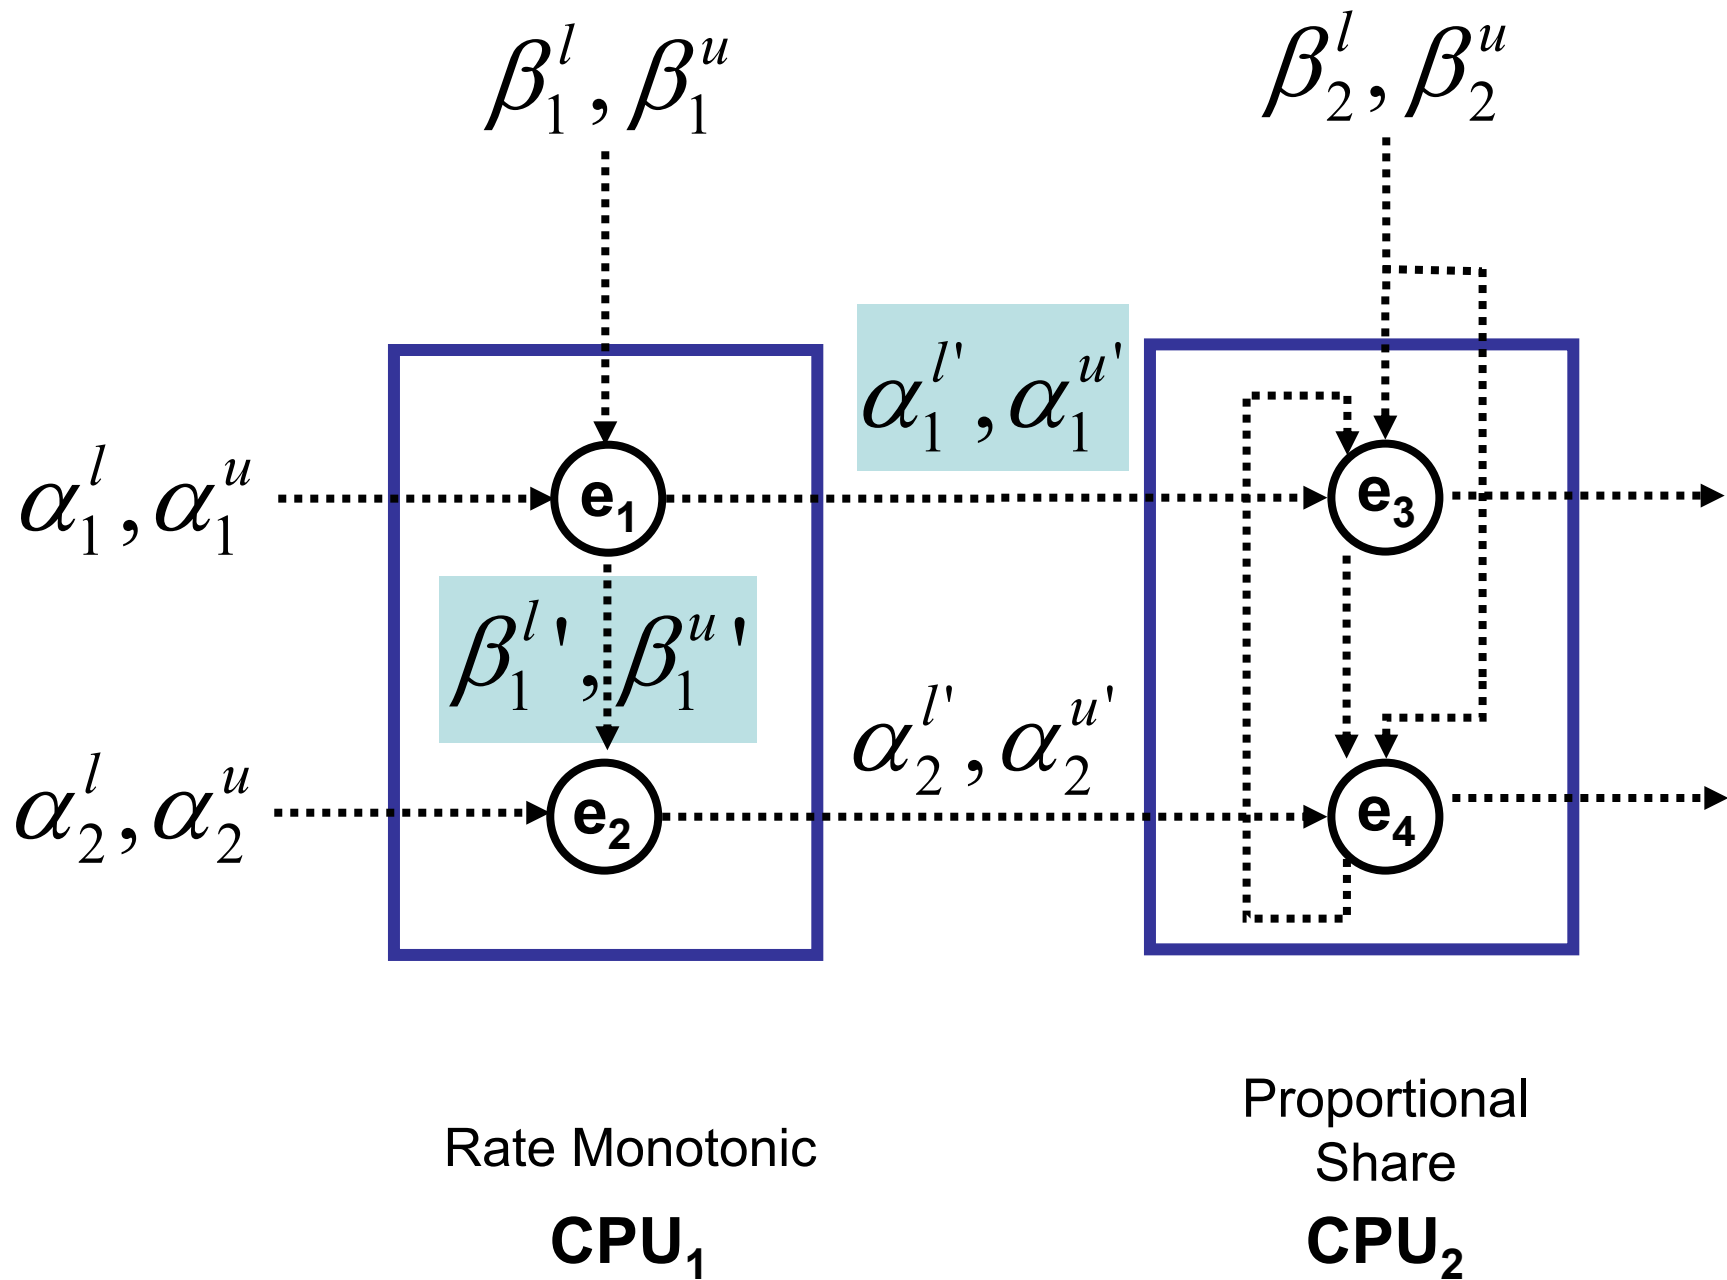 β₁ˡ, β₁ᵘ
β₂ˡ, β₂ᵘ
α₁ˡ', α₁ᵘ'
α₁ˡ, α₁ᵘ
e₁
e₃
β₁ˡ', β₁ᵘ'
α₂ˡ', α₂ᵘ'
α₂ˡ, α₂ᵘ
e₂
e₄
Rate Monotonic
CPU₁
Proportional
Share
CPU₂